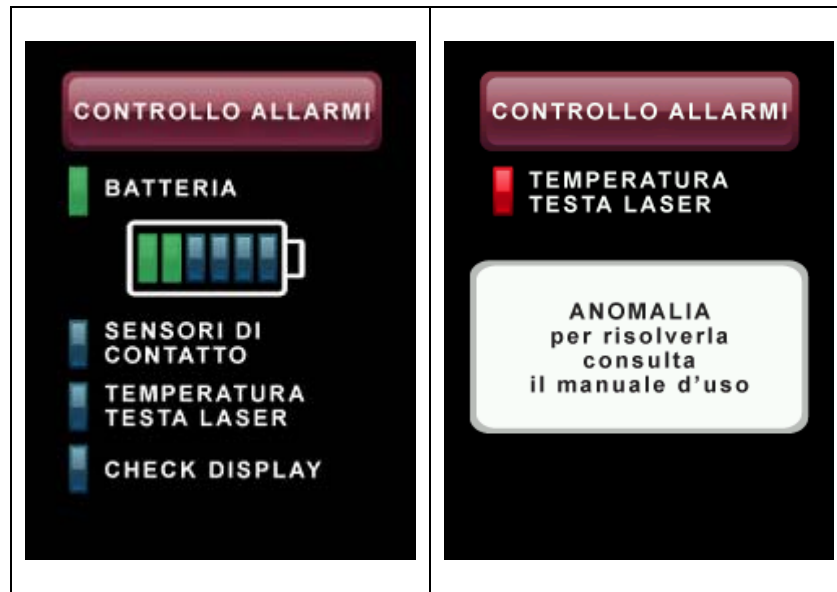 CONTROLLO ALLARMI
BATTERIA
SENSORI DI
CONTATTO
TEMPERATURA
TESTA LASER
CHECK DISPLAY
CONTROLLO ALLARMI
TEMPERATURA
TESTA LASER
ANOMALIA
per risolverla
consulta
il manuale d'uso